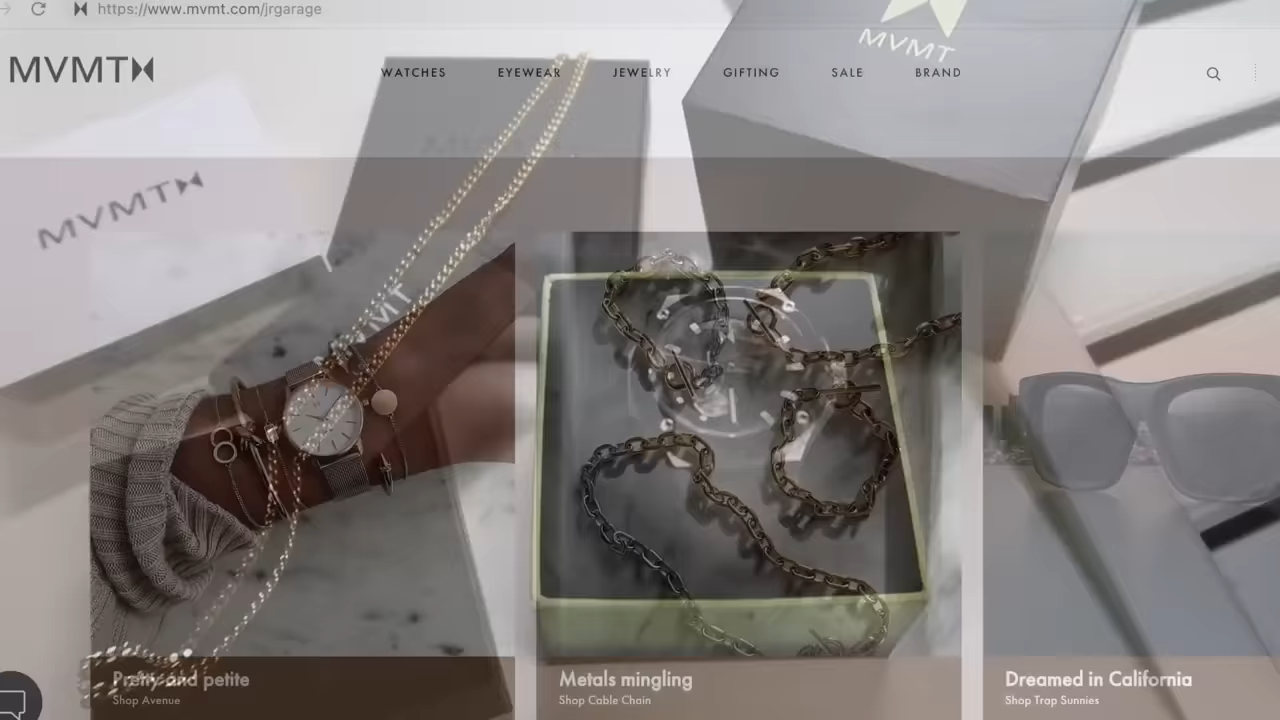 https://www.mvmt.com/jrgarage
MVMT
MVMT
WATCHES
EYEWEAR
JEWELRY
GIFTING
SALE
BRAND
MVMT
MVMT
Pretty and petite
Shop Avenue
Metals mingling
Shop Cable Chain
Dreamed in California
Shop Trap Sunnies